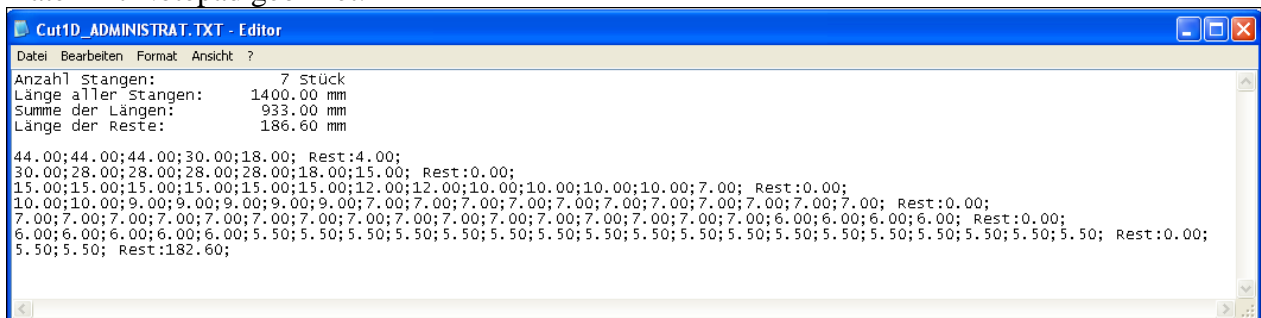 Cut1D_ADMINISTRAT.TXT - Editor
Datei Bearbeiten Format Ansicht ?
Anzahl Stangen: 7 Stück
Länge aller Stangen: 1400.00 mm
Summe der Längen: 933.00 mm
Länge der Reste: 186.60 mm
44.00;44.00;44.00;30.00;18.00; Rest:4.00;
30.00;28.00;28.00;28.00;28.00;18.00;15.00; Rest:0.00;
15.00;15.00;15.00;15.00;15.00;15.00;12.00;12.00;10.00;10.00;10.00;10.00;7.00; Rest:0.00;
10.00;10.00;9.00;9.00;9.00;9.00;9.00;7.00;7.00;7.00;7.00;7.00;7.00;7.00;7.00;7.00;7.00;7.00; Rest:0.00;
7.00;7.00;7.00;7.00;7.00;7.00;7.00;7.00;7.00;7.00;7.00;7.00;7.00;7.00;7.00;7.00;6.00;6.00;6.00;6.00; Rest:0.00;
6.00;6.00;6.00;6.00;6.00;5.50;5.50;5.50;5.50;5.50;5.50;5.50;5.50;5.50;5.50;5.50;5.50;5.50;5.50;5.50;5.50;5.50;5.50; Rest:0.00;
5.50;5.50; Rest:182.60;